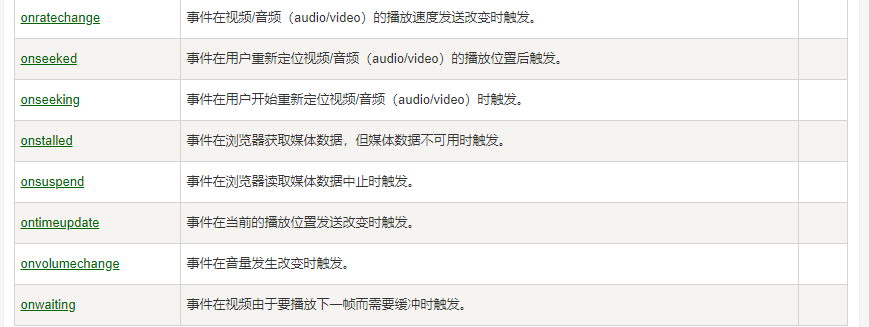 onratechange 事件在视频/音频（audio/video）的播放速度发送改变时触发。
onseeked 事件在用户重新定位视频/音频（audio/video）的播放位置后触发。
onseeking 事件在用户开始重新定位视频/音频（audio/video）时触发。
onstalled 事件在浏览器获取媒体数据，但媒体数据不可用时触发。
onsuspend 事件在浏览器读取媒体数据中止时触发。
ontimeupdate 事件在当前的播放位置发送改变时触发。
onvolumechange 事件在音量发生改变时触发。
onwaiting 事件在视频由于要播放下一帧而需要缓冲时触发。